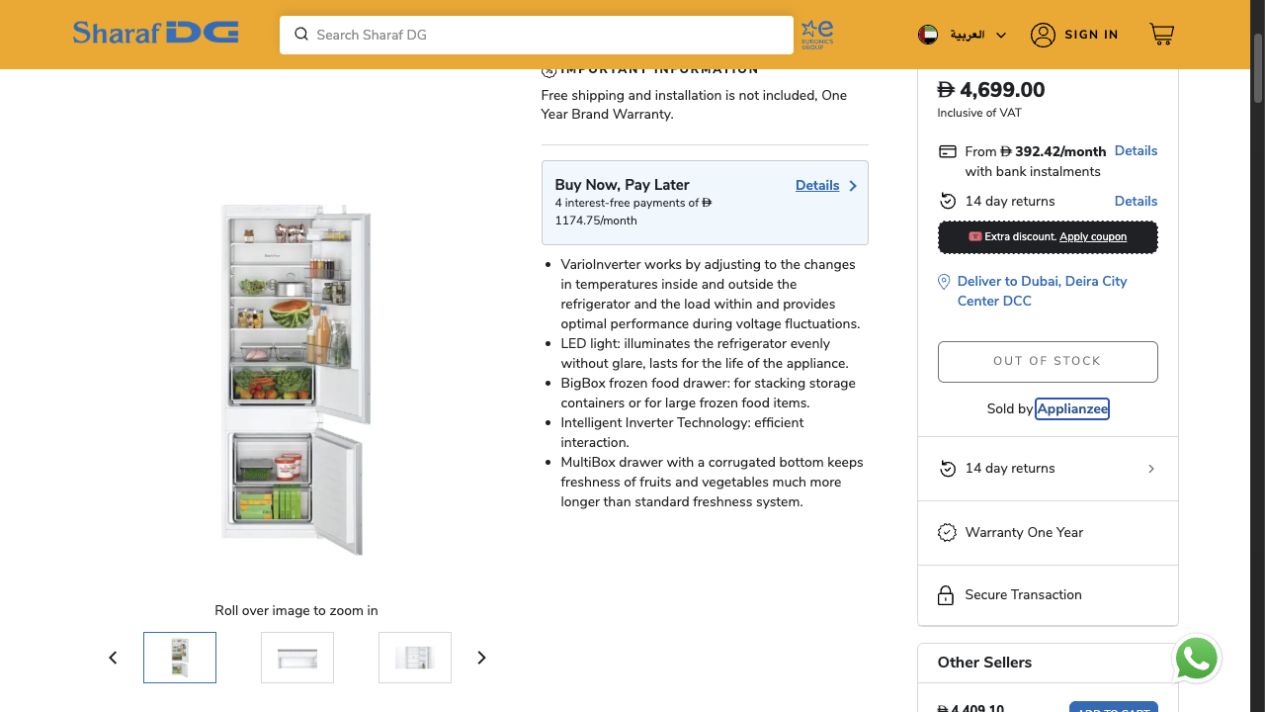 Sharaf DG
Search Sharaf DG
EURONICS
GROUP
العربية
SIGN IN
IMPORTANT INFORMATION
Free shipping and installation is not included, One
Year Brand Warranty.
Buy Now, Pay Later
Details
4 interest-free payments of
1174.75/month
VarioInverter works by adjusting to the changes
in temperatures inside and outside the
refrigerator and the load within and provides
optimal performance during voltage fluctuations.
LED light: illuminates the refrigerator evenly
without glare, lasts for the life of the appliance.
BigBox frozen food drawer: for stacking storage
containers or for large frozen food items.
Intelligent Inverter Technology: efficient
interaction.
MultiBox drawer with a corrugated bottom keeps
freshness of fruits and vegetables much more
longer than standard freshness system.
Roll over image to zoom in
4,699.00
Inclusive of VAT
From 392.42/month Details
with bank instalments
14 day returns Details
Extra discount. Apply coupon
Deliver to Dubai, Deira City
Center DCC
OUT OF STOCK
Sold by Applianzee
14 day returns
Warranty One Year
Secure Transaction
Other Sellers
4,409.10
ADD TO CART